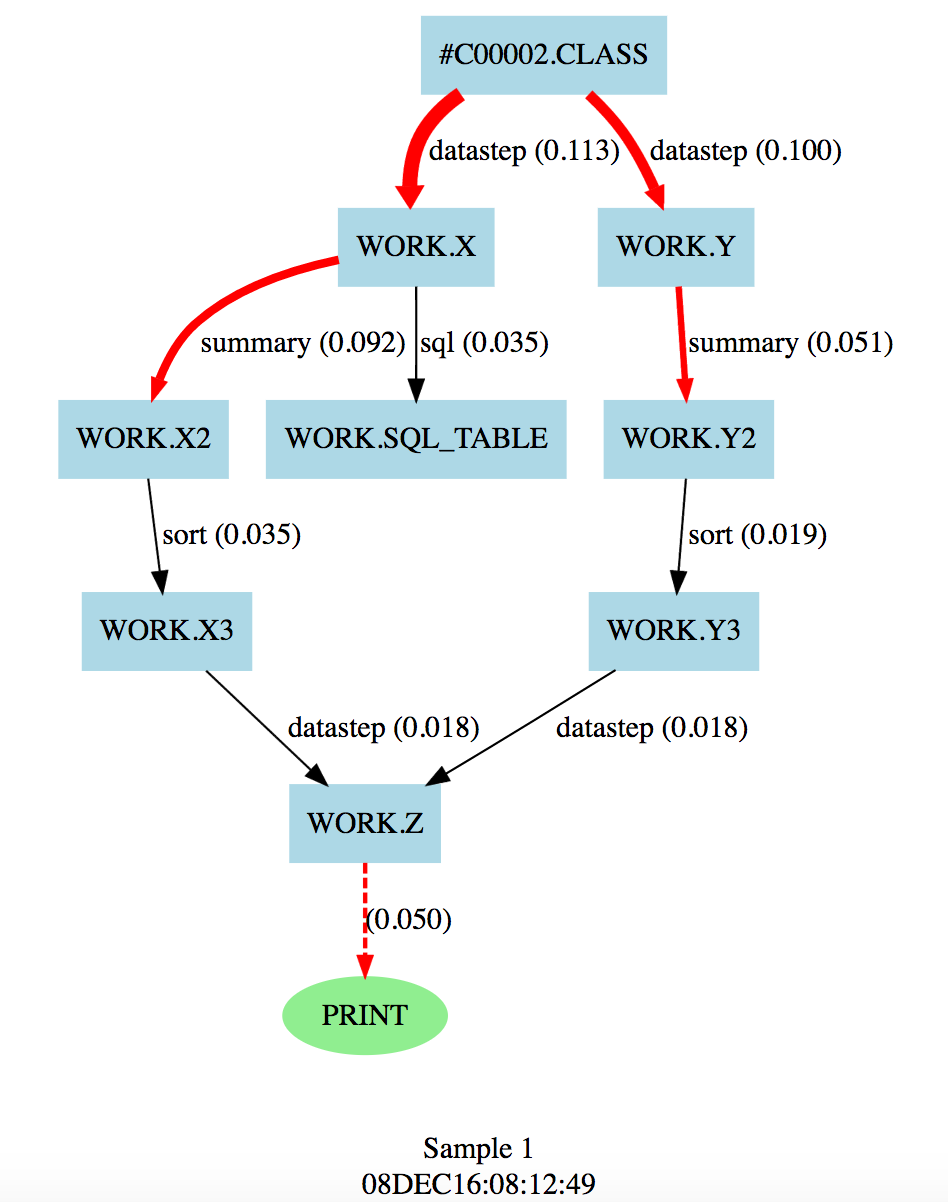 #C00002.CLASS
datastep (0.113)
datastep (0.100)
WORK.X
WORK.Y
summary (0.092)
sql (0.035)
summary (0.051)
WORK.X2
WORK.SQL_TABLE
WORK.Y2
sort (0.035)
sort (0.019)
WORK.X3
WORK.Y3
datastep (0.018)
datastep (0.018)
WORK.Z
(0.050)
PRINT
Sample 1
08DEC16:08:12:49